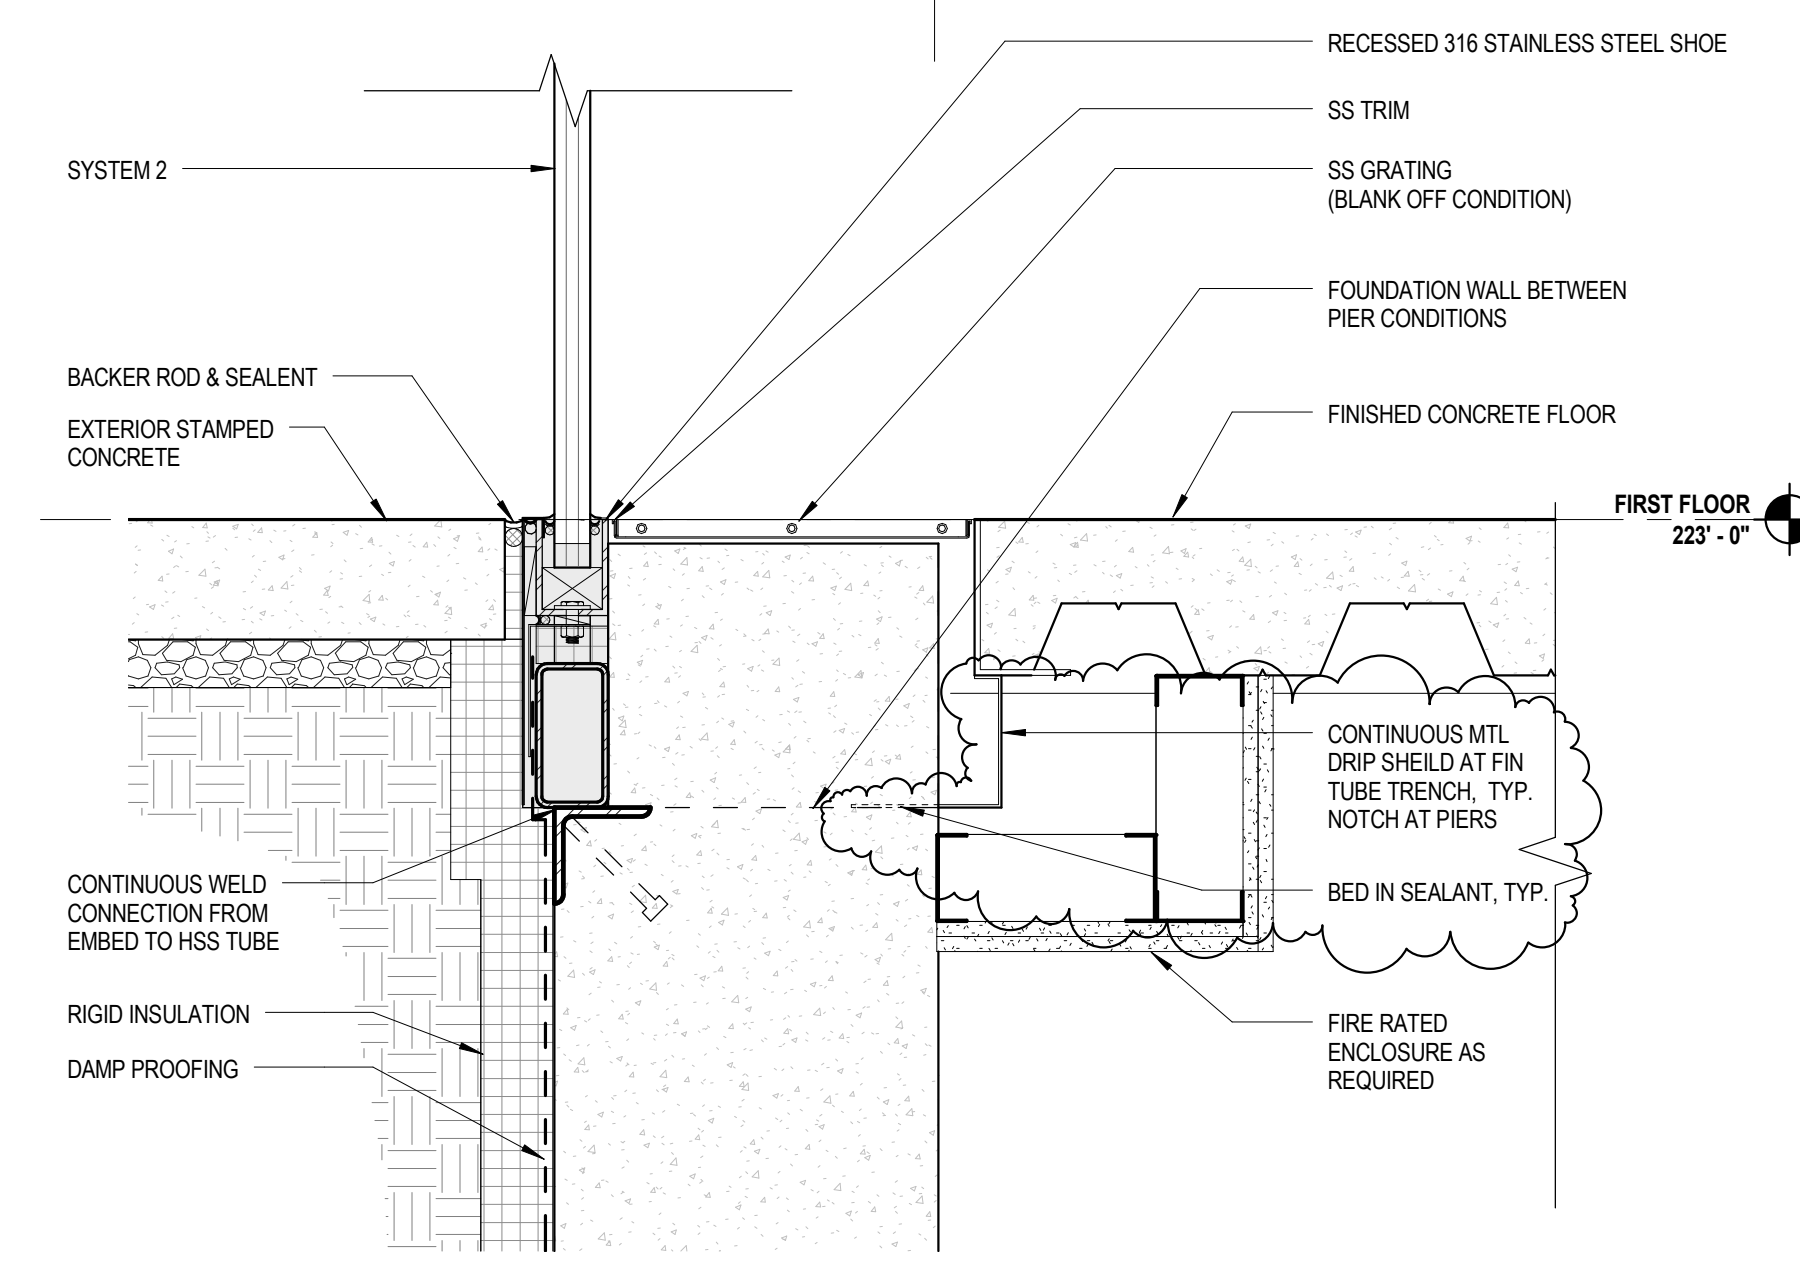 RECESSED 316 STAINLESS STEEL SHOE
SS TRIM
SYSTEM 2
SS GRATING
(BLANK OFF CONDITION)
FOUNDATION WALL BETWEEN
PIER CONDITIONS
BACKER ROD & SEALENT
EXTERIOR STAMPED
CONCRETE
FINISHED CONCRETE FLOOR
FIRST FLOOR
223' - 0"
CONTINUOUS MTL
DRIP SHEILD AT FIN
TUBE TRENCH, TYP.
NOTCH AT PIERS
CONTINUOUS WELD
CONNECTION FROM
EMBED TO HSS TUBE
BED IN SEALANT, TYP.
RIGID INSULATION
DAMP PROOFING
FIRE RATED
ENCLOSURE AS
REQUIRED